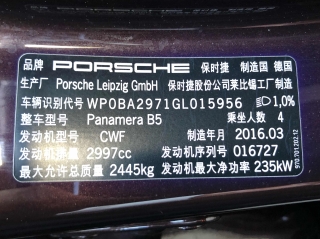 品牌 PORSCHE 保时捷 制造国 德国
生产厂 Porsche Leipzig GmbH 保时捷股份公司莱比锡工厂制造
车辆识别代号 WP0BA2971GL015956 1,0%
整车型号 Panamera B5 乘坐人数 4
发动机型号 CWF 制造年月 2016.03
发动机排量 2997cc 发动机序列号 016727
最大允许总质量 2445kg 发动机最大净功率 235kW
970.701.202.12